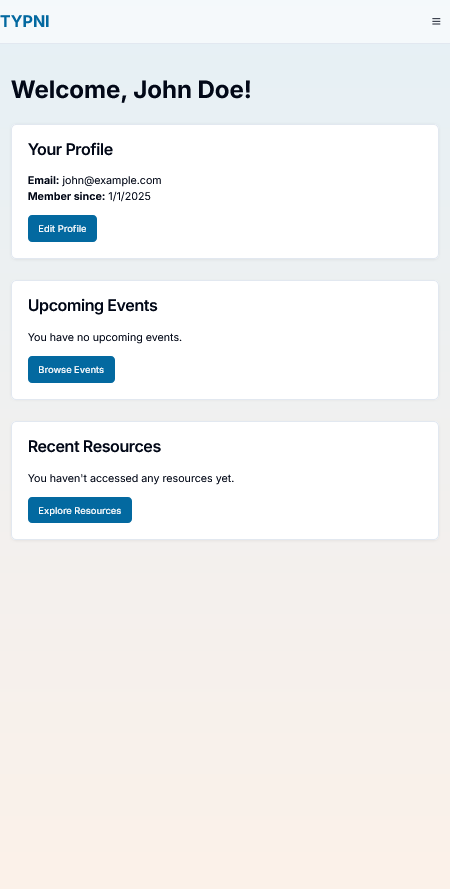 TYPNI
Welcome, John Doe!
Your Profile
Email: john@example.com
Member since: 1/1/2025
Edit Profile
Upcoming Events
You have no upcoming events.
Browse Events
Recent Resources
You haven't accessed any resources yet.
Explore Resources